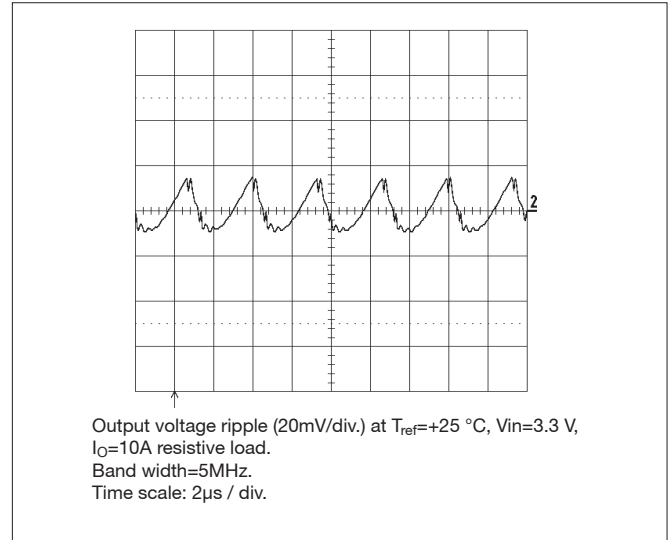 2
Output voltage ripple (20mV/div.) at Tref=+25 °C, Vin=3.3 V,
IO=10A resistive load.
Band width=5MHz.
Time scale: 2µs / div.